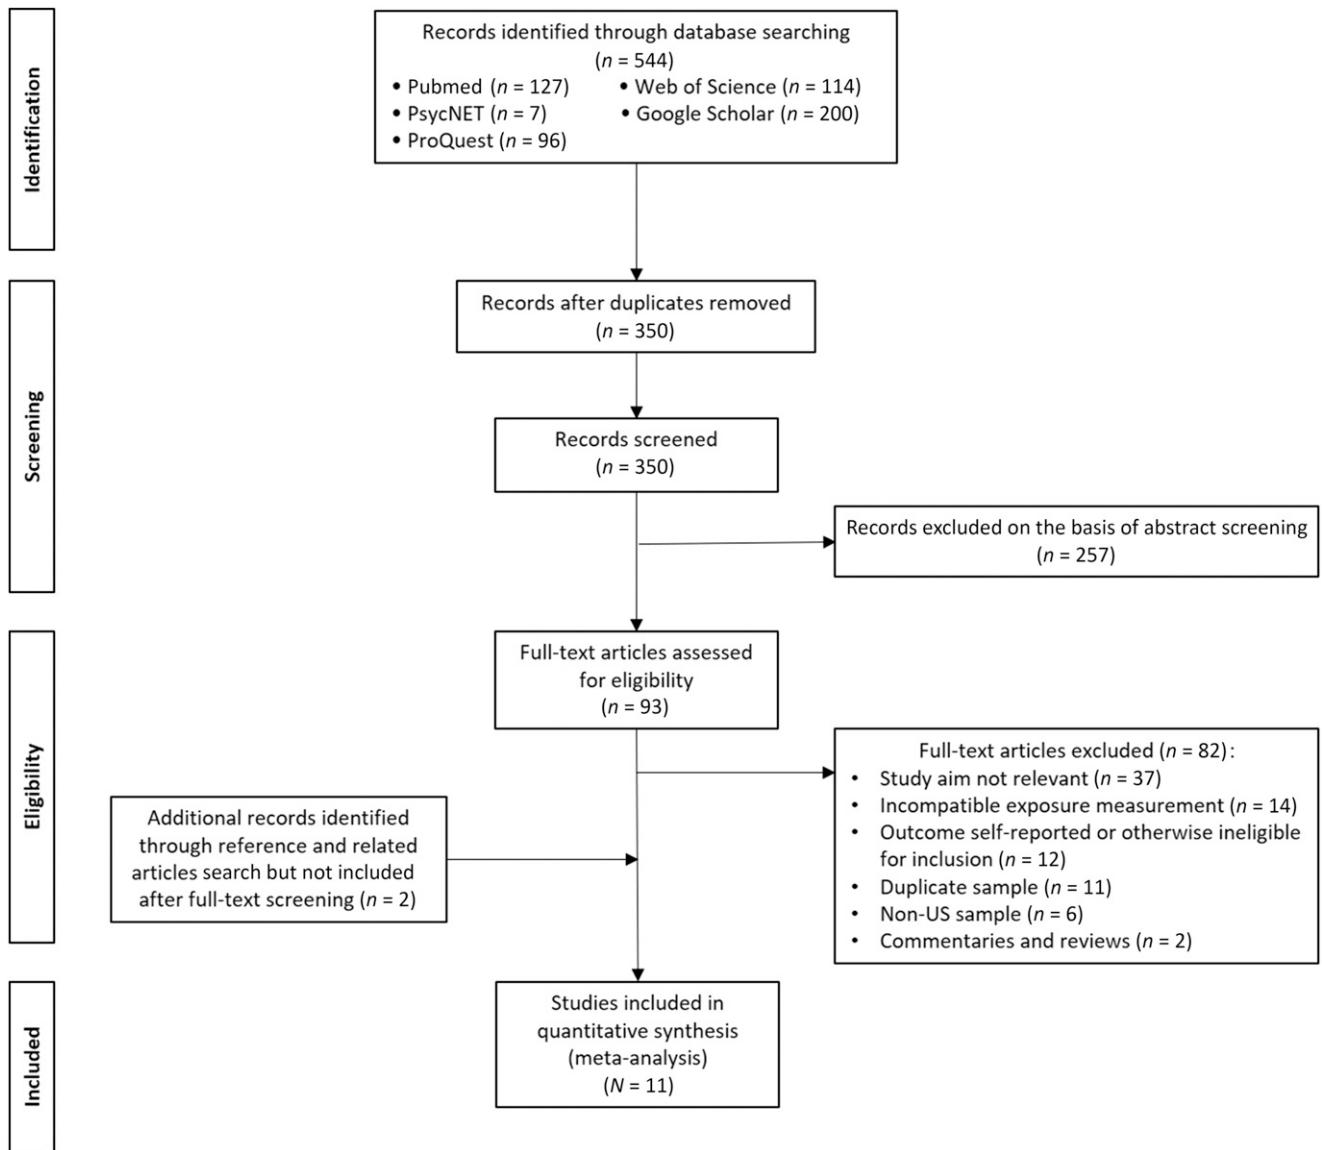 Identification
Records identified through database searching
(n = 544)
• Pubmed (n = 127)
• PsycNET (n = 7)
• ProQuest (n = 96)
• Web of Science (n = 114)
• Google Scholar (n = 200)
Screening
Records after duplicates removed
(n = 350)
Records screened
(n = 350)
Records excluded on the basis of abstract screening
(n = 257)
Eligibility
Full-text articles assessed
for eligibility
(n = 93)
Full-text articles excluded (n = 82):
• Study aim not relevant (n = 37)
• Incompatible exposure measurement (n = 14)
• Outcome self-reported or otherwise ineligible
for inclusion (n = 12)
• Duplicate sample (n = 11)
• Non-US sample (n = 6)
• Commentaries and reviews (n = 2)
Additional records identified
through reference and related
articles search but not included
after full-text screening (n = 2)
Included
Studies included in
quantitative synthesis
(meta-analysis)
(N = 11)